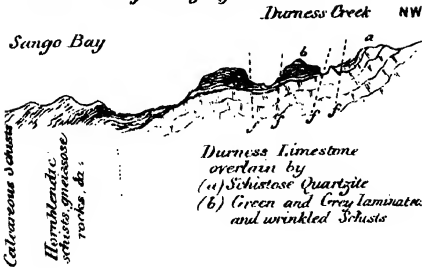 Durness Creek NW
Sango Bay
b
a
f f f f f
Calcareous Schists
Hornblendic
schists, gneissose
rocks, &c.
Durness Limestone
overlain by
(a) Schistose Quartzite
(b) Green and Grey laminated
and wrinkled Schists